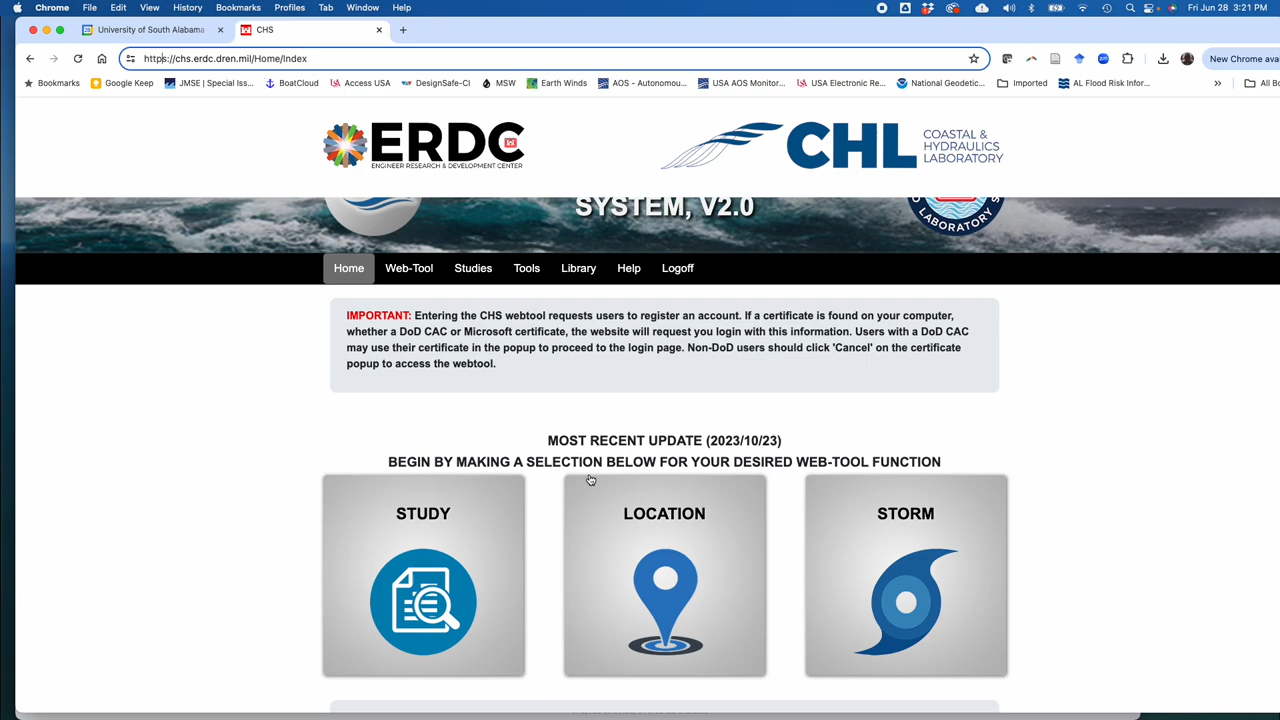 Chrome File Edit View History Bookmarks Profiles Tab Window Help Fri Jun 28 3:21 PM
University of South Alabama CHS
https://chs.erdc.dren.mil/Home/Index New Chrome ava
Bookmarks Google Keep JMSE | Special Iss... BoatCloud Access USA DesignSafe-CI MSW Earth Winds AOS - Autonomou... USA AOS Monitor... USA Electronic Re... National Geodetic... Imported AL Flood Risk Infor... » All Bo
ERDC
ENGINEER RESEARCH & DEVELOPMENT CENTER
CHL
COASTAL &
HYDRAULICS
LABORATORY
SYSTEM, V2.0
LABORATORY
Home Web-Tool Studies Tools Library Help Logoff
IMPORTANT: Entering the CHS webtool requests users to register an account. If a certificate is found on your computer,
whether a DoD CAC or Microsoft certificate, the website will request you login with this information. Users with a DoD CAC
may use their certificate in the popup to proceed to the login page. Non-DoD users should click 'Cancel' on the certificate
popup to access the webtool.
MOST RECENT UPDATE (2023/10/23)
BEGIN BY MAKING A SELECTION BELOW FOR YOUR DESIRED WEB-TOOL FUNCTION
STUDY LOCATION STORM